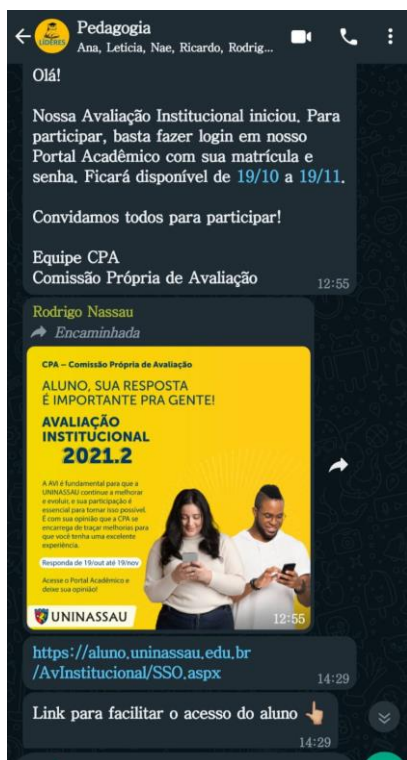 Pedagogia
LÍDERES
Ana, Leticia, Nae, Ricardo, Rodrig...
Olá!
Nossa Avaliação Institucional iniciou. Para
participar, basta fazer login em nosso
Portal Acadêmico com sua matrícula e
senha. Ficará disponível de 19/10 a 19/11.
Convidamos todos para participar!
Equipe CPA
Comissão Própria de Avaliação
12:55
Rodrigo Nassau
Encaminhada
CPA – Comissão Própria de Avaliação
ALUNO, SUA RESPOSTA
É IMPORTANTE PRA GENTE!
AVALIAÇÃO
INSTITUCIONAL
2021.2
A AVI é fundamental para que a
UNINASSAU continue a melhorar
e evoluir, e sua participação é
essencial para tornar isso possível.
É com sua opinião que a CPA se
encarrega de traçar melhorias para
que você tenha uma excelente
experiência.
Responda de 19/out até 19/nov
Acesse o Portal Acadêmico e
deixe sua opinião!
UNINASSAU
12:55
https://aluno.uninassau.edu.br
/AvInstitucional/SSO.aspx
14:29
Link para facilitar o acesso do aluno 👆🏼
14:29